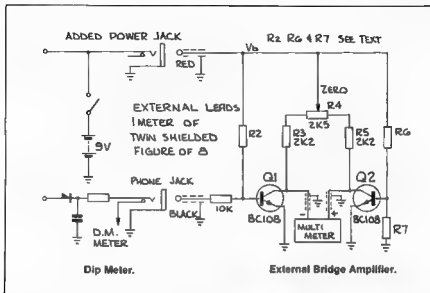 ADDED POWER JACK
RED
Vb
R2 RG & R7 SEE TEXT
ZERO
R4
2K5
EXTERNAL LEADS
1 METER OF
TWIN SHIELDED
FIGURE OF 8
9V
R2
R3
2K2
R5
2K2
RG
Q1
Q2
PHONE JACK
BLACK
10K
BC108
BC108
R7
- +
MULTI
METER
D.M.
METER
Dip Meter.
External Bridge Amplifier.